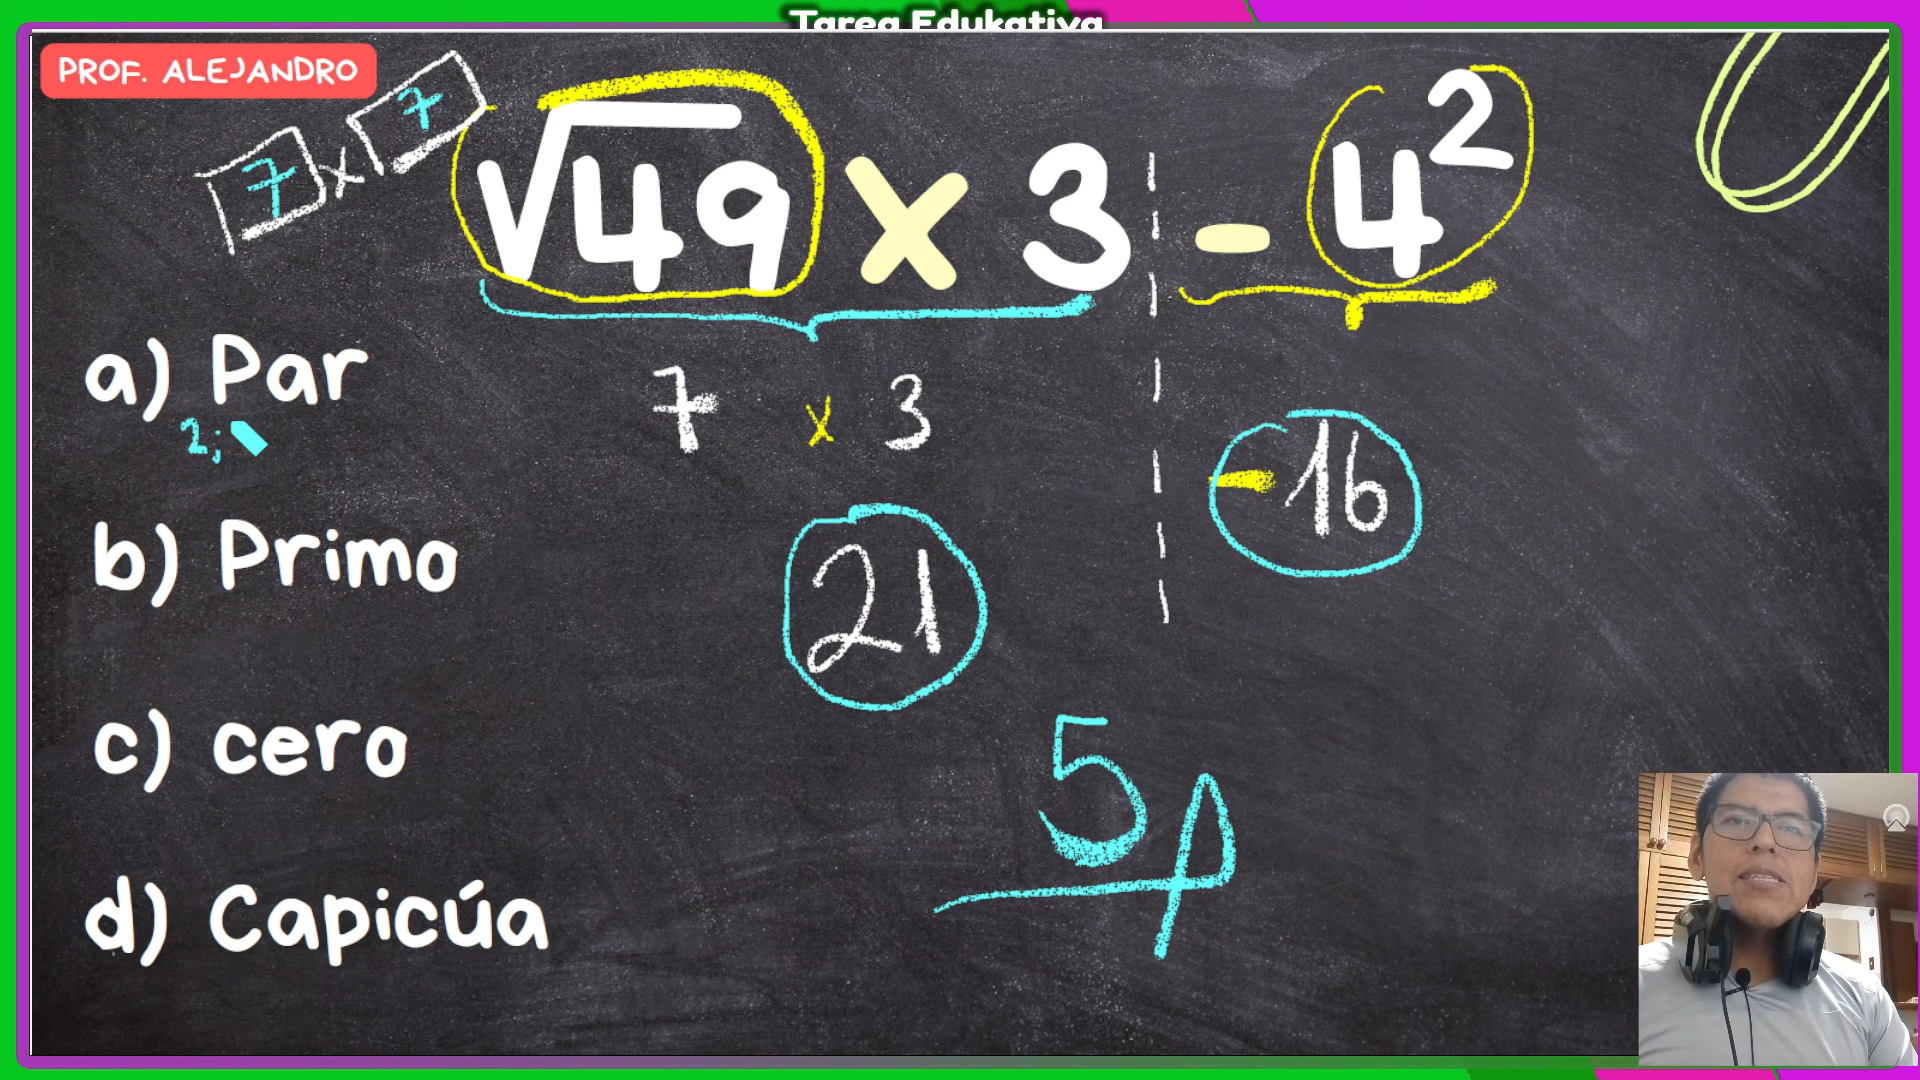 Tarea Edukativa
PROF. ALEJANDRO
7 x 7
√49 x 3 - 4²
a) Par
2;
7 x 3
-16
b) Primo
21
c) cero
5
d) Capicúa